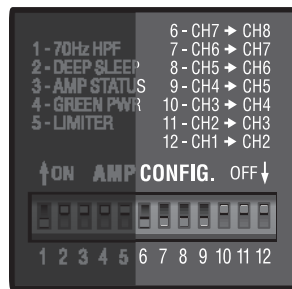 1 - 70Hz HPF
2 - DEEP SLEEP
3 - AMP STATUS
4 - GREEN PWR
5 - LIMITER
6 - CH7 → CH8
7 - CH6 → CH7
8 - CH5 → CH6
9 - CH4 → CH5
10 - CH3 → CH4
11 - CH2 → CH3
12 - CH1 → CH2
↑ON AMP CONFIG. OFF↓
1 2 3 4 5 6 7 8 9 10 11 12